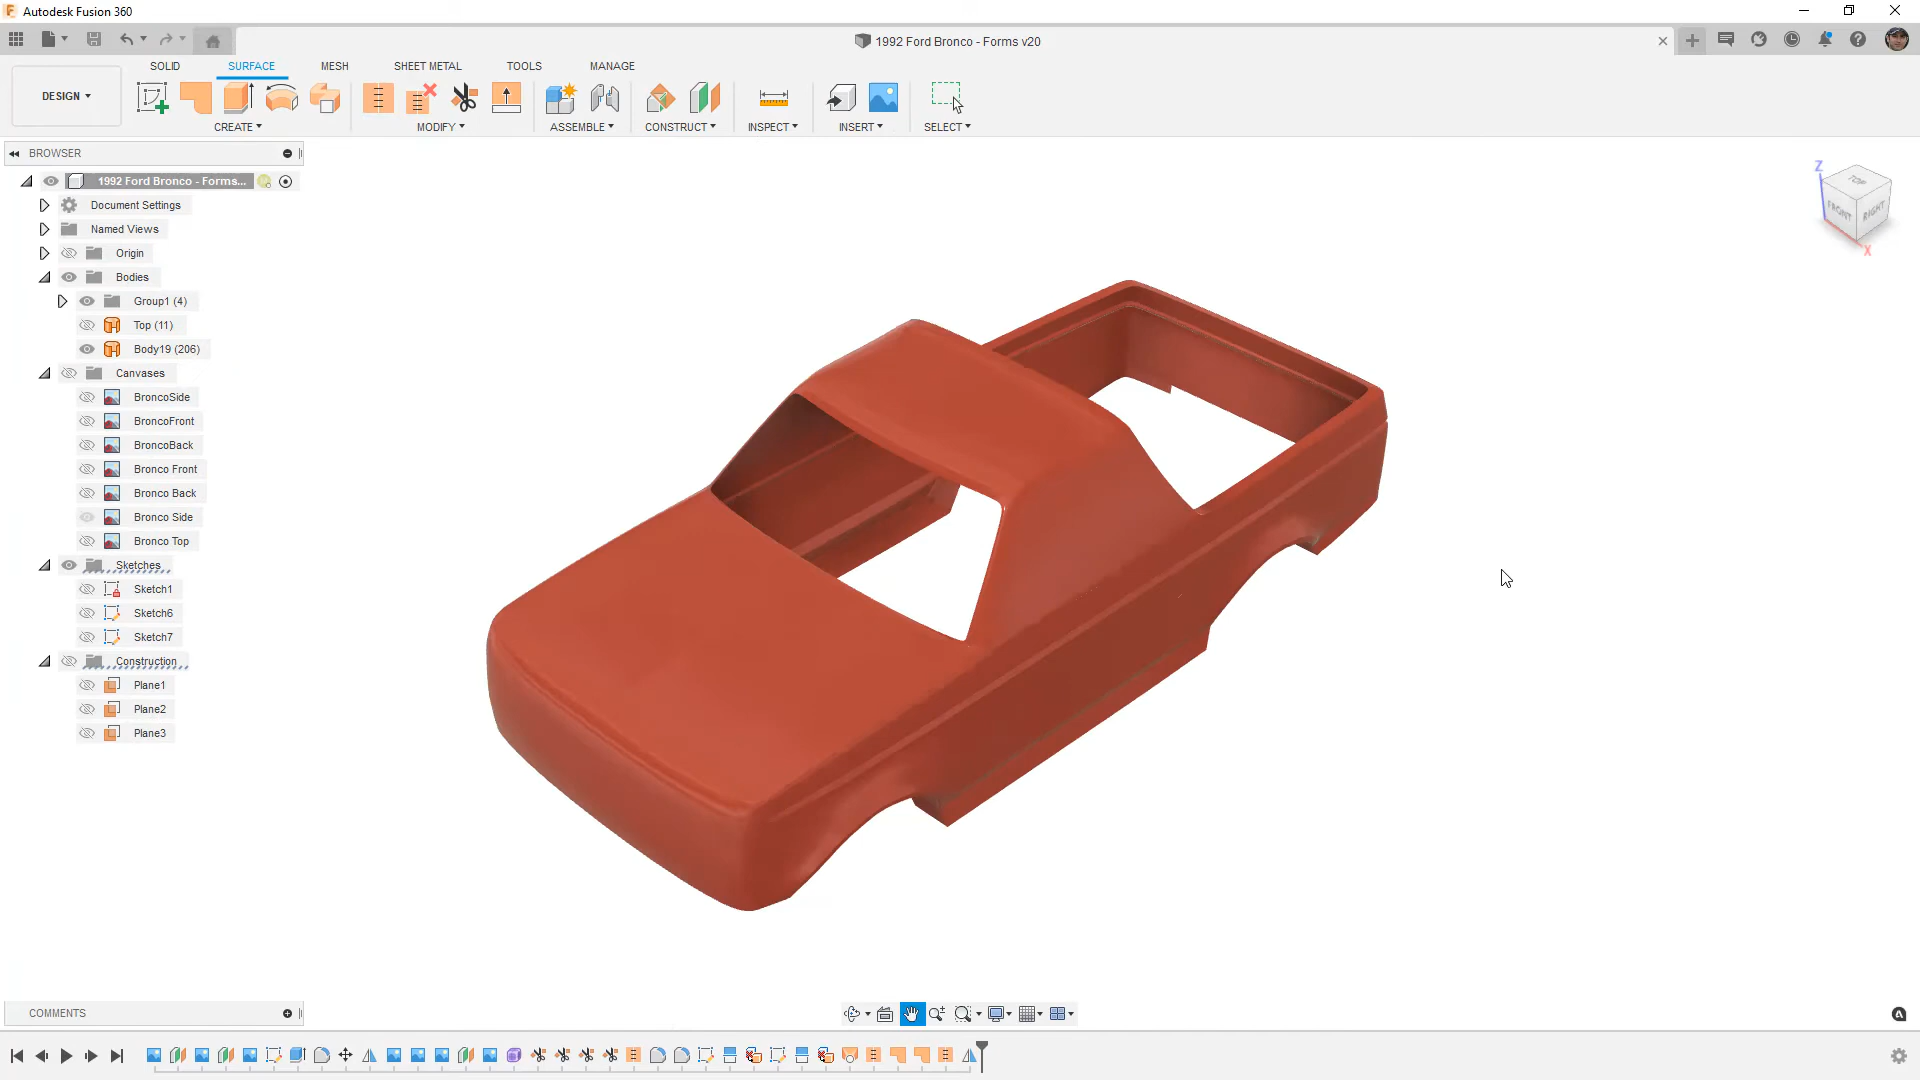 Autodesk Fusion 360
1992 Ford Bronco - Forms v20
SOLID SURFACE MESH SHEET METAL TOOLS MANAGE
DESIGN
CREATE MODIFY ASSEMBLE CONSTRUCT INSPECT INSERT SELECT
BROWSER
1992 Ford Bronco - Forms...
Document Settings
Named Views
Origin
Bodies
Group1 (4)
Top (11)
Body19 (206)
Canvases
BroncoSide
BroncoFront
BroncoBack
Bronco Front
Bronco Back
Bronco Side
Bronco Top
Sketches
Sketch1
Sketch6
Sketch7
Construction
Plane1
Plane2
Plane3
Z
TOP
FRONT RIGHT
X
COMMENTS